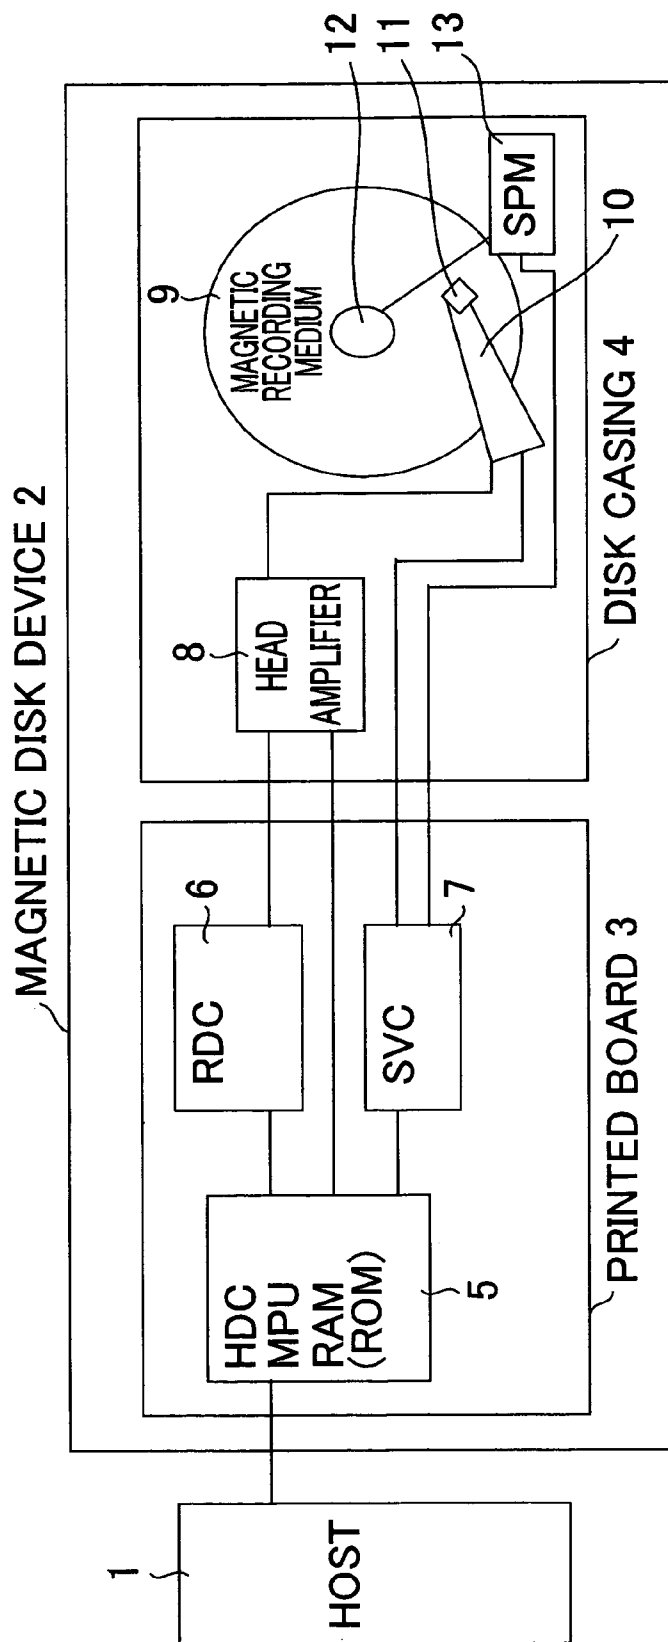 MAGNETIC DISK DEVICE 2
1
HOST
HDC
MPU
RAM
(ROM)
5
RDC
6
SVC
7
PRINTED BOARD 3
8
HEAD
AMPLIFIER
9
MAGNETIC
RECORDING
MEDIUM
12
11
13
SPM
10
DISK CASING 4